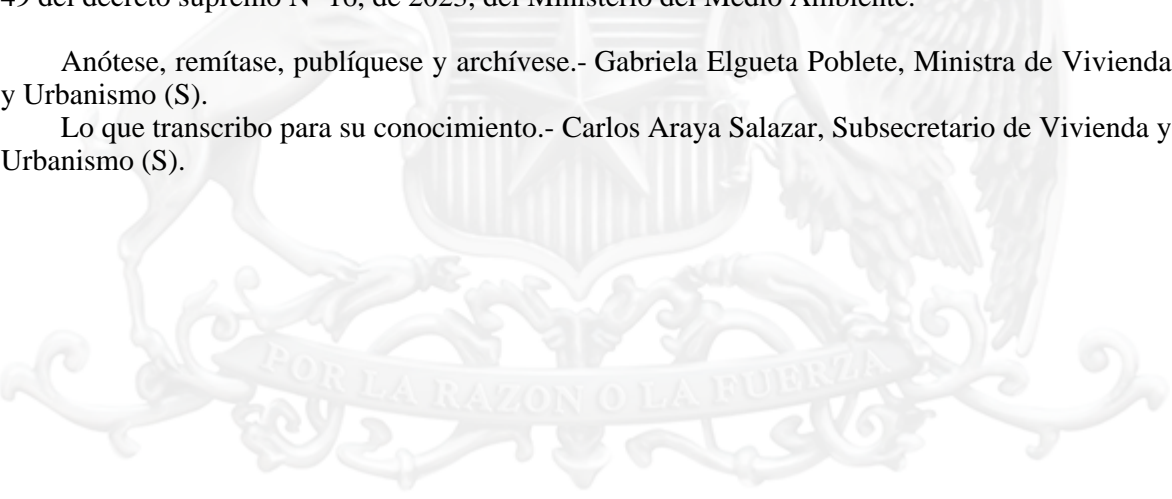 49 del decreto supremo Nº 16, de 2023, del Ministerio del Medio Ambiente.
Anótese, remítase, publíquese y archívese.- Gabriela Elgueta Poblete, Ministra de Vivienda
y Urbanismo (S).
Lo que transcribo para su conocimiento.- Carlos Araya Salazar, Subsecretario de Vivienda y
Urbanismo (S).
POR LA RAZON O LA FUERZA